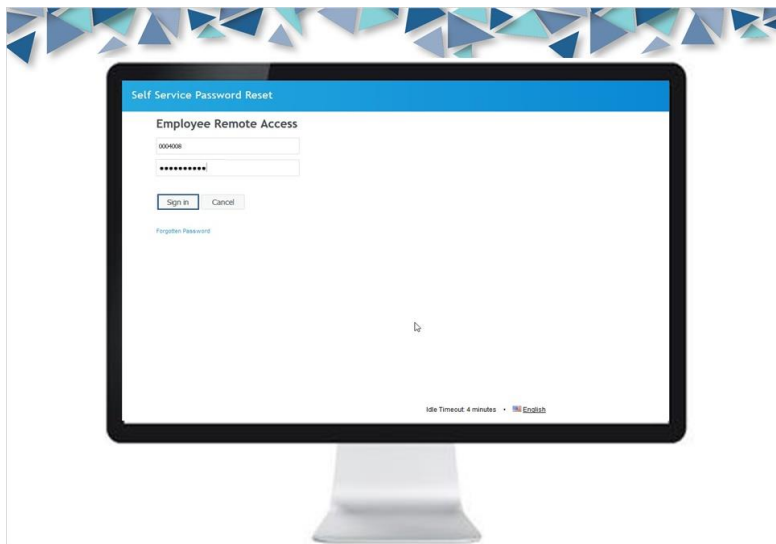 Self Service Password Reset
Employee Remote Access
0004008
●●●●●●●●●●
Sign in Cancel
Forgotten Password
Idle Timeout: 4 minutes • English